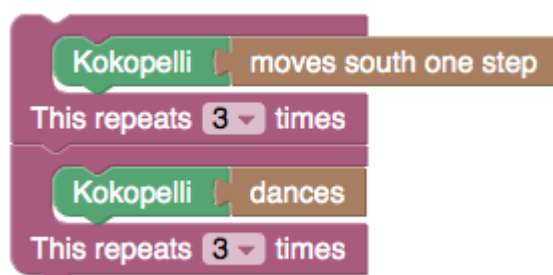 Kokopelli moves south one step
This repeats 3 times
Kokopelli dances
This repeats 3 times